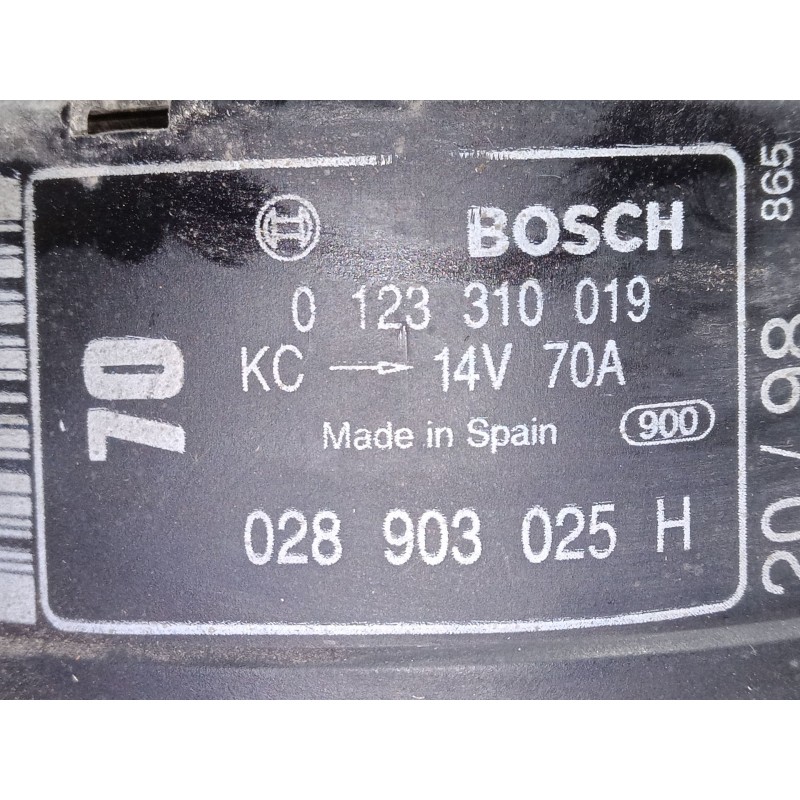 BOSCH
0 123 310 019
KC → 14V 70A
Made in Spain 900
028 903 025 H
70
865
20/98